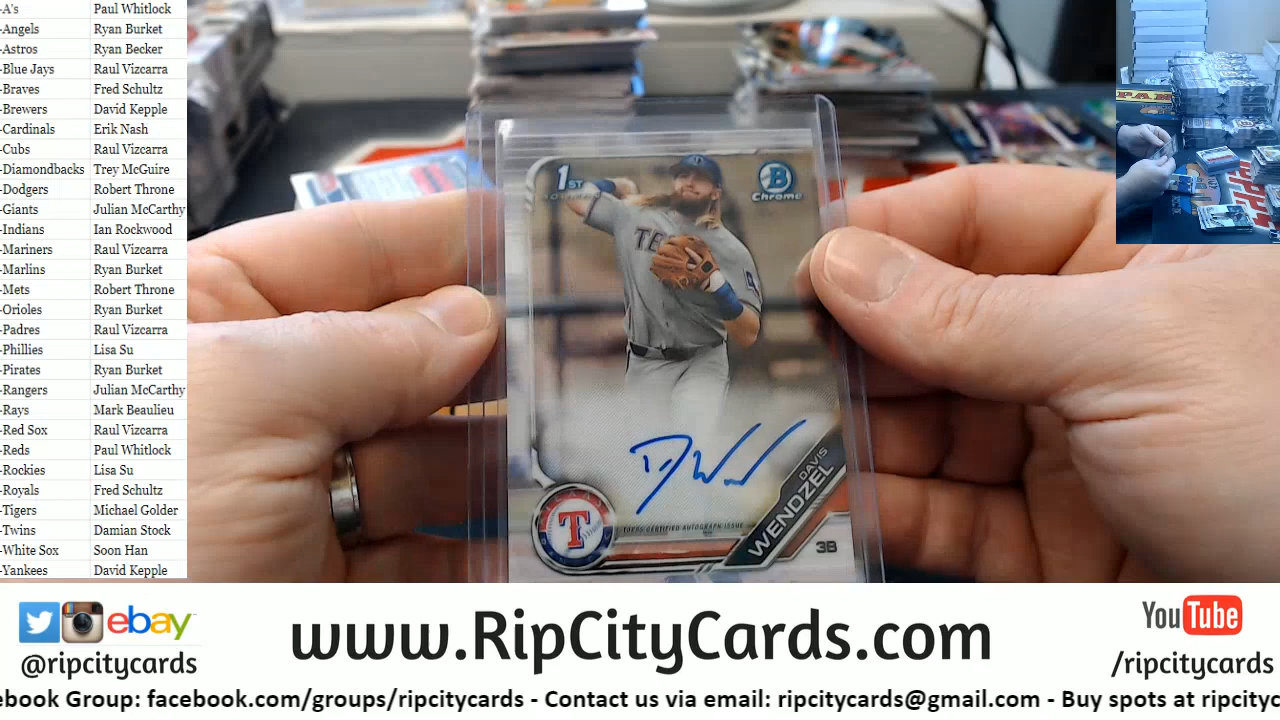 -A's Paul Whitlock
-Angels Ryan Burket
-Astros Ryan Becker
-Blue Jays Raul Vizcarra
-Braves Fred Schultz
-Brewers David Kepple
-Cardinals Erik Nash
-Cubs Raul Vizcarra
-Diamondbacks Trey McGuire
-Dodgers Robert Throne
-Giants Julian McCarthy
-Indians Ian Rockwood
-Mariners Raul Vizcarra
-Marlins Ryan Burket
-Mets Robert Throne
-Orioles Ryan Burket
-Padres Raul Vizcarra
-Phillies Lisa Su
-Pirates Ryan Burket
-Rangers Julian McCarthy
-Rays Mark Beaulieu
-Red Sox Raul Vizcarra
-Reds Paul Whitlock
-Rockies Lisa Su
-Royals Fred Schultz
-Tigers Michael Golder
-Twins Damian Stock
-White Sox Soon Han
-Yankees David Kepple
1ST
B
Chrome
TE
T
TOPPS CERTIFIED AUTOGRAPH ISSUE
DAVIS
WENDZEL
3B
ebay
@ripcitycards
www.RipCityCards.com
YouTube
/ripcitycards
ebook Group: facebook.com/groups/ripcitycards - Contact us via email: ripcitycards@gmail.com - Buy spots at ripcityc